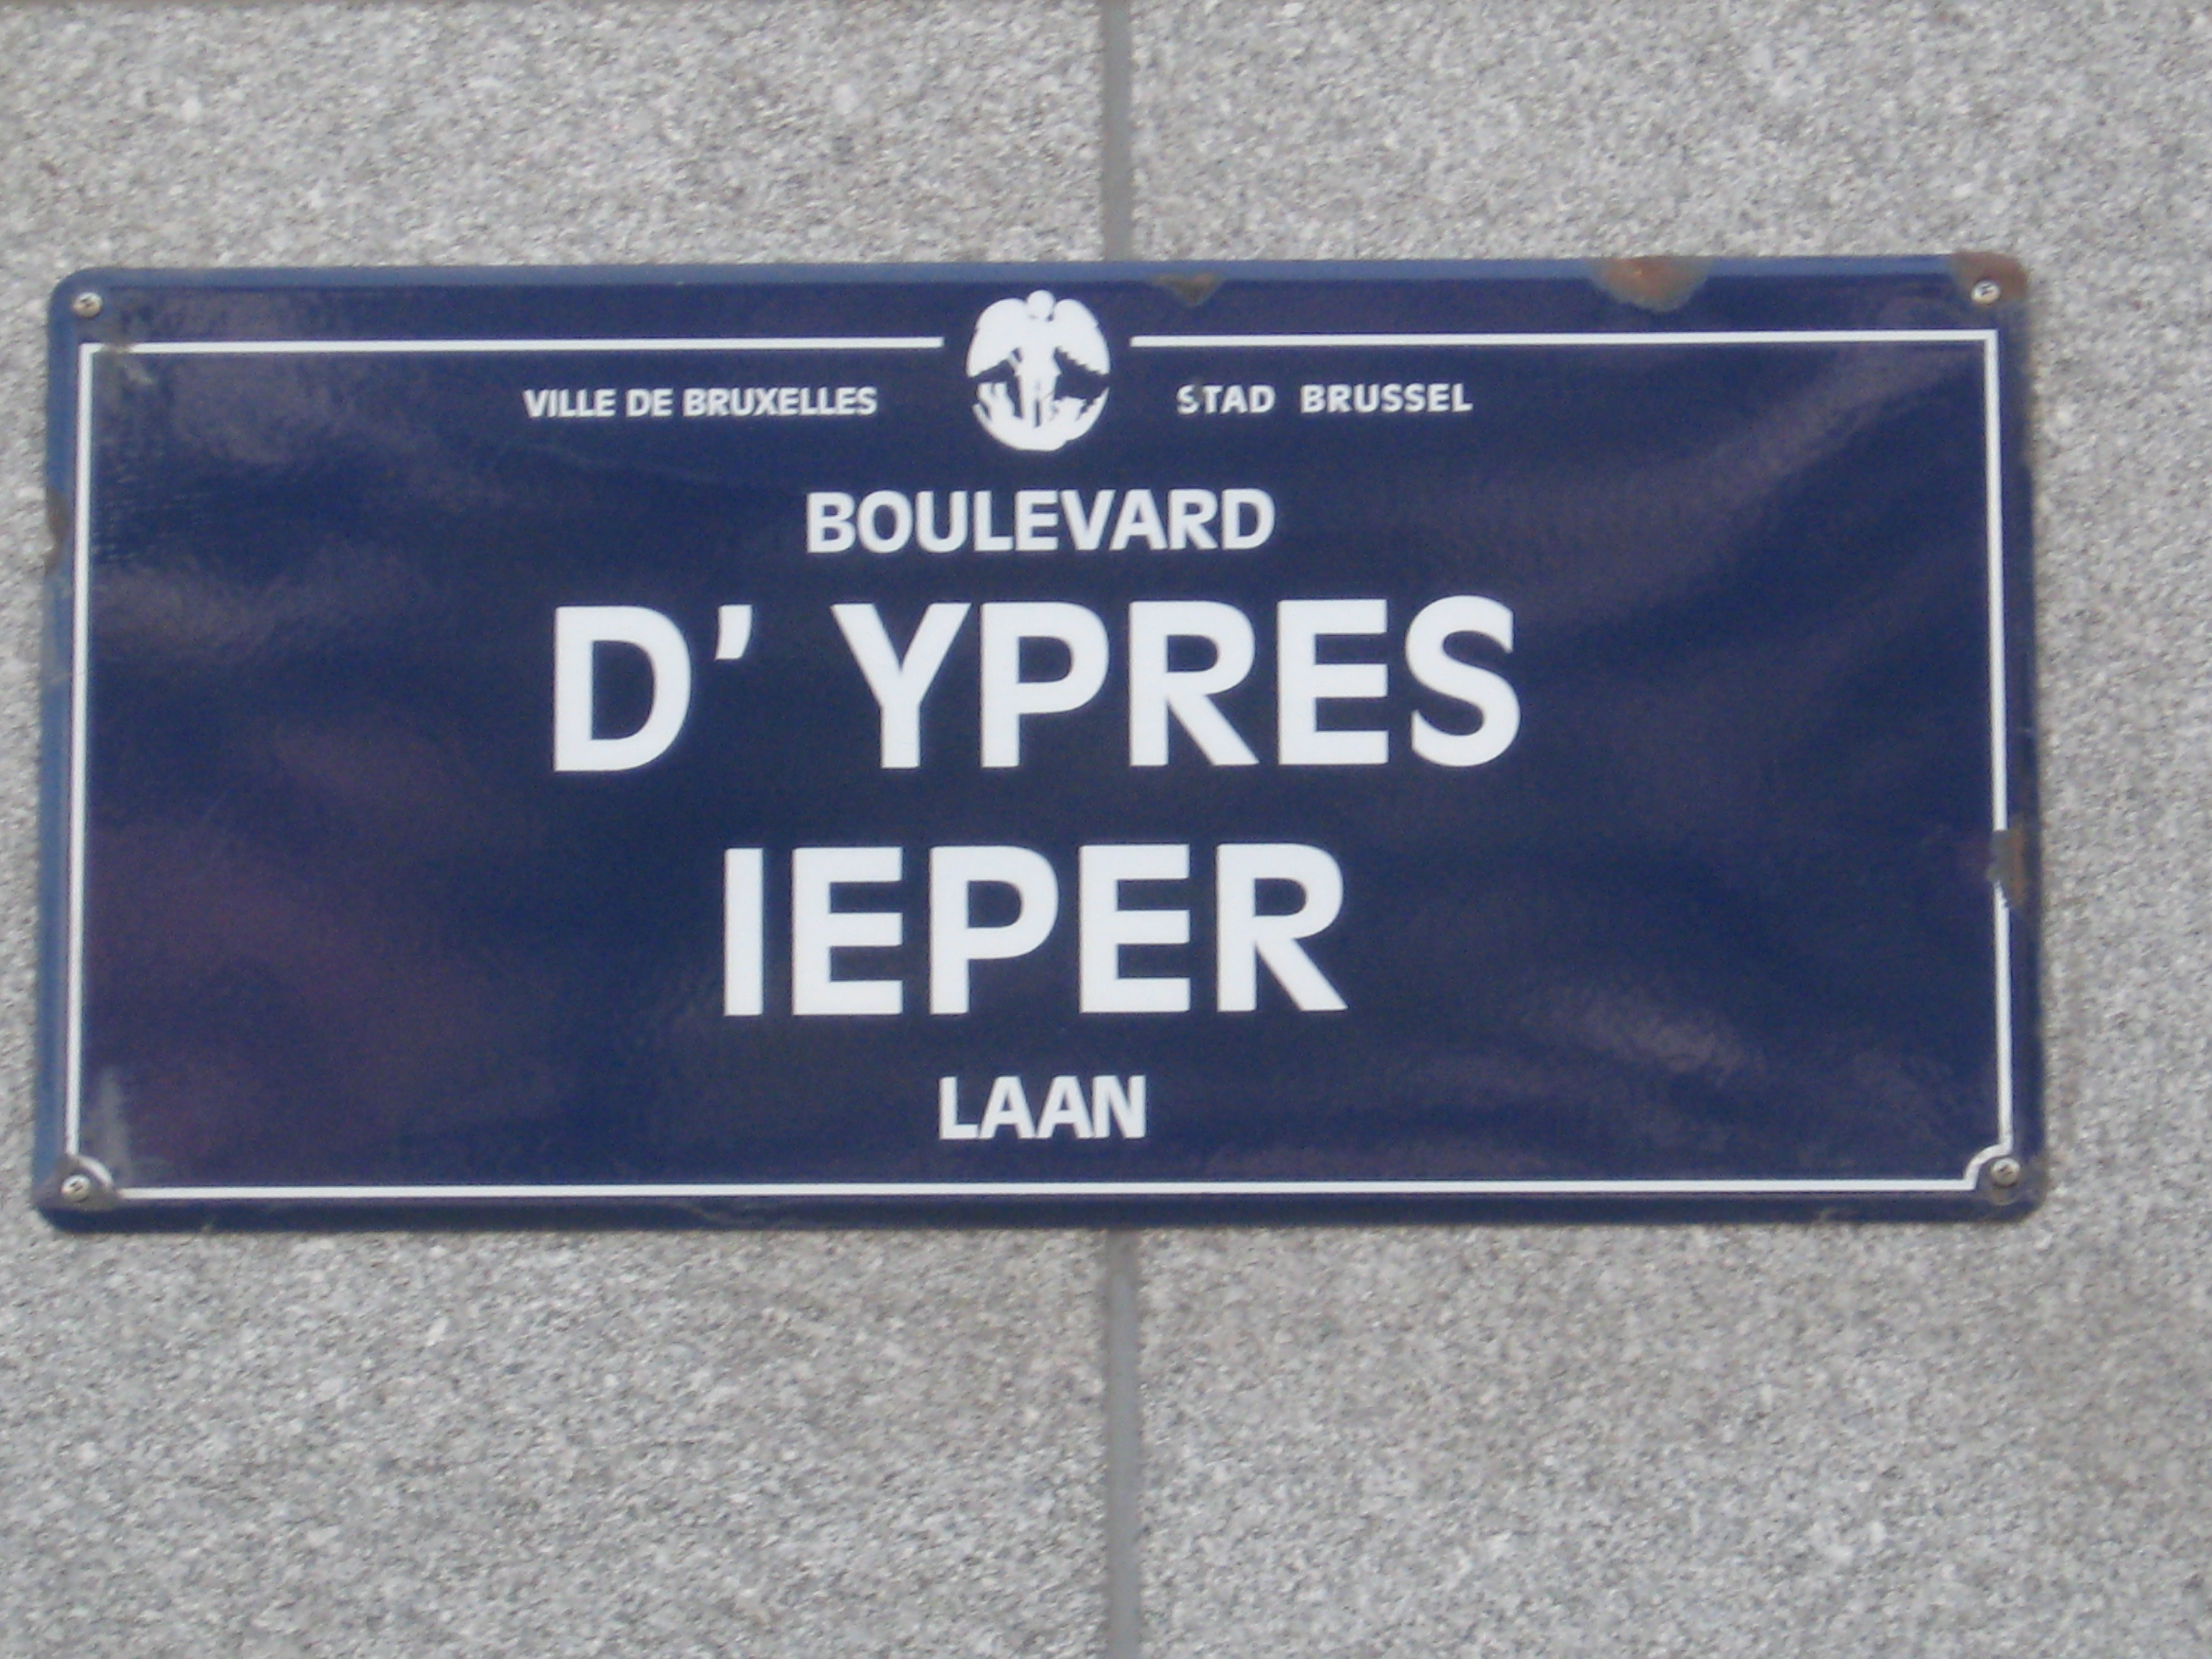 VILLE DE BRUXELLES STAD BRUSSEL
BOULEVARD
D' YPRES
IEPER
LAAN